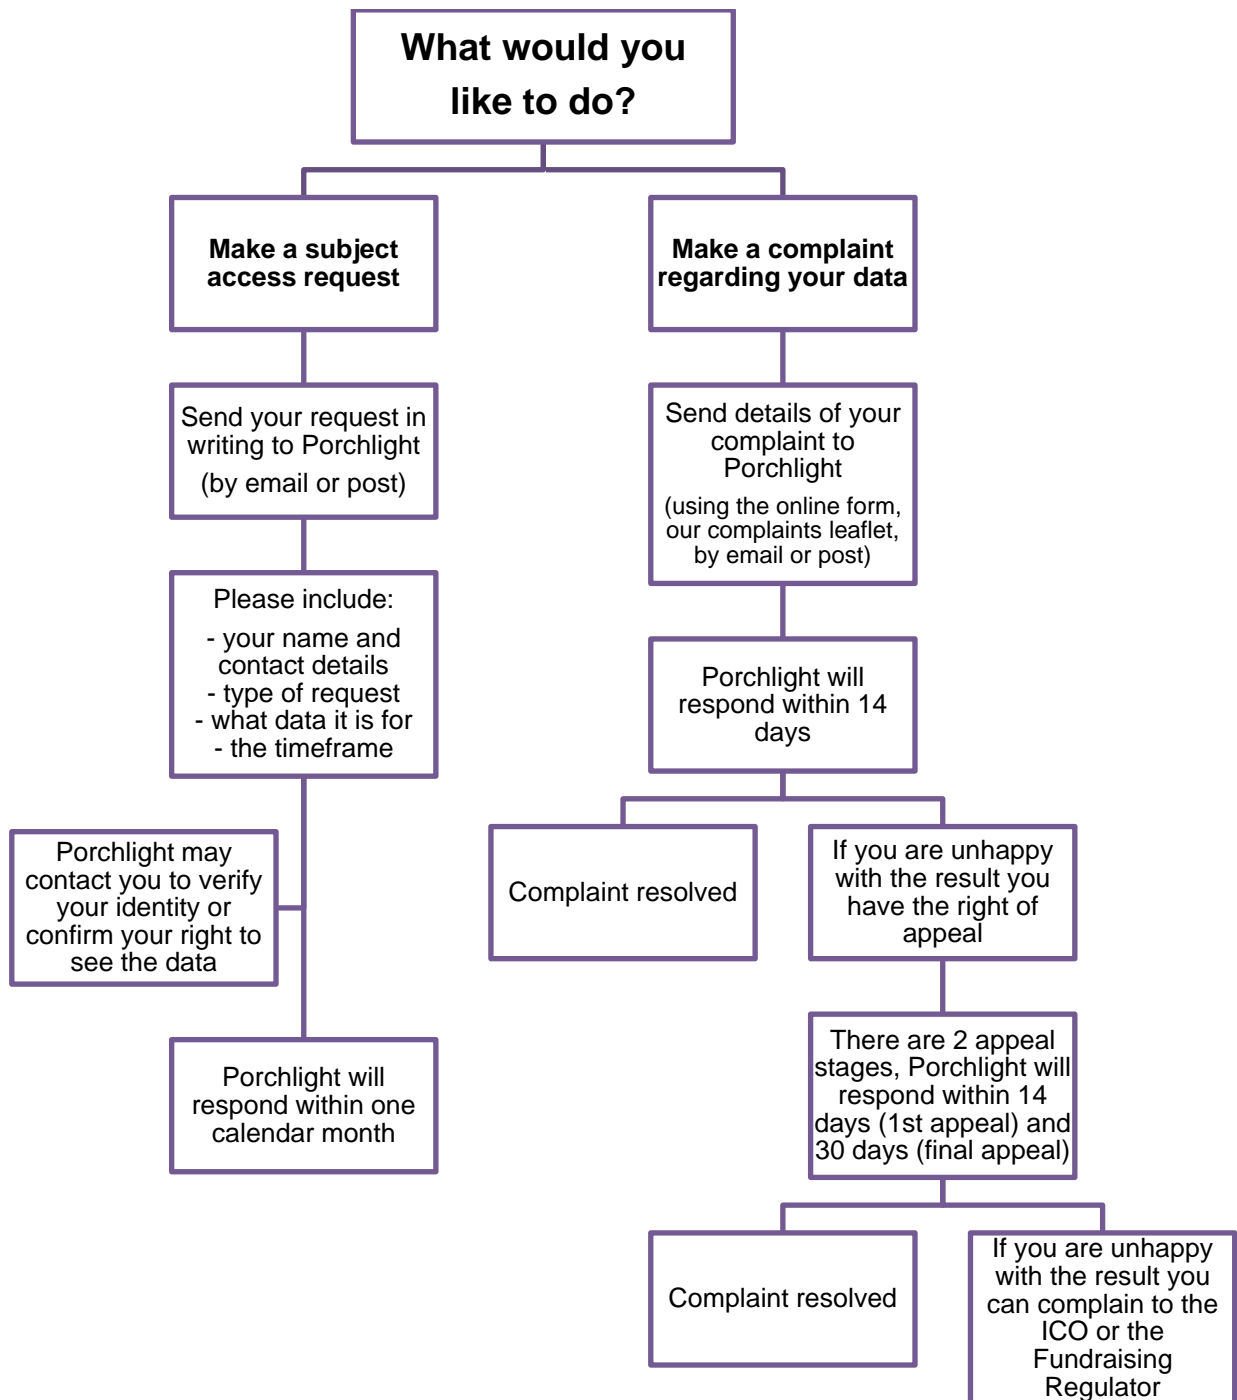 What would you
like to do?
Make a subject
access request
Make a complaint
regarding your data
Send your request in
writing to Porchlight
(by email or post)
Send details of your
complaint to
Porchlight
(using the online form,
our complaints leaflet,
by email or post)
Please include:
- your name and
contact details
- type of request
- what data it is for
- the timeframe
Porchlight will
respond within 14
days
Porchlight may
contact you to verify
your identity or
confirm your right to
see the data
Complaint resolved
If you are unhappy
with the result you
have the right of
appeal
Porchlight will
respond within one
calendar month
There are 2 appeal
stages, Porchlight will
respond within 14
days (1st appeal) and
30 days (final appeal)
Complaint resolved
If you are unhappy
with the result you
can complain to the
ICO or the
Fundraising
Regulator